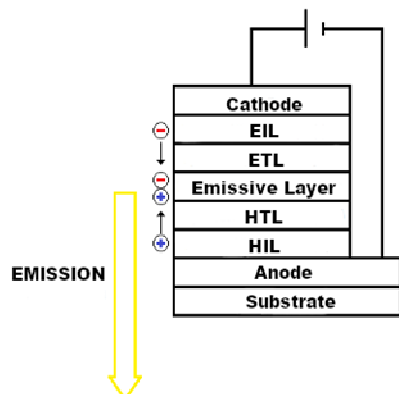 Cathode
EIL
ETL
Emissive Layer
HTL
HIL
EMISSION
Anode
Substrate